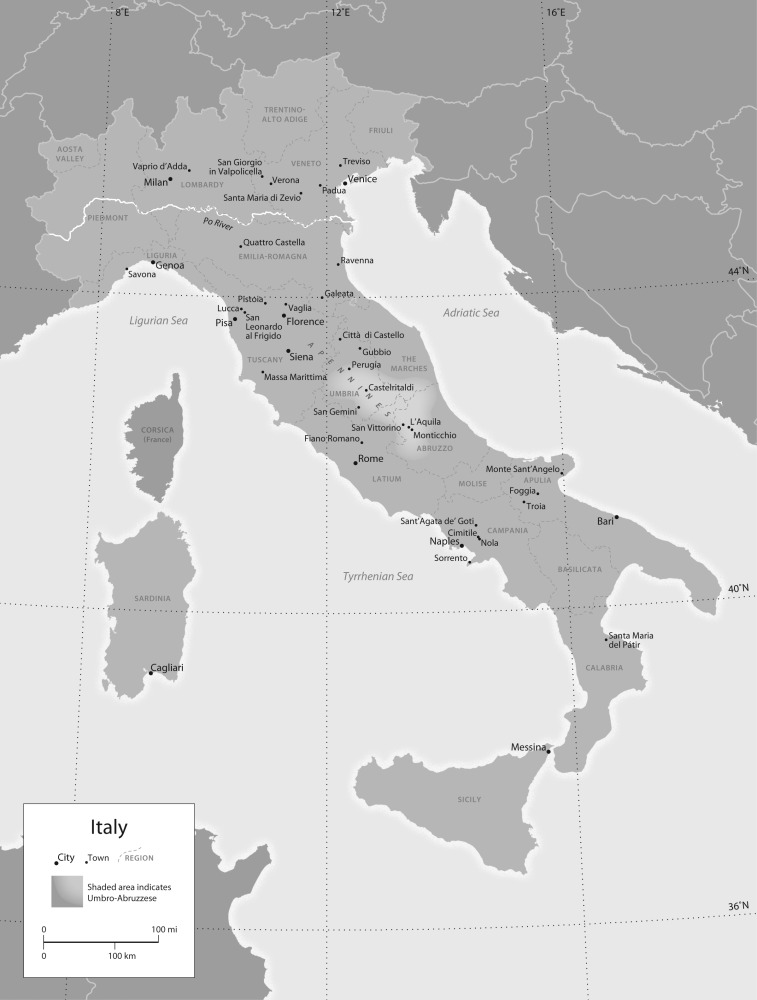 8°E
12°E
16°E
TRENTINO-
ALTO ADIGE
FRIULI
AOSTA
VALLEY
Vaprio d’Adda
San Giorgio
in Valpolicella
VENETO
Treviso
Milan
LOMBARDY
Verona
Venice
Santa Maria di Zevio
Padua
PIERMONT
Po River
Quattro Castella
LIGURIA
EMILIA-ROMAGNA
Genoa
Ravenna
Savona
44°N
Galeata
Pistoia
Lucca
Vaglia
Pisa
San
Leonardo
al Frigido
Florence
Ligurian Sea
Adriatic Sea
Città di Castello
APENNINES
Siena
Gubbio
TUSCANY
Perugia
THE
MARCHES
Massa Marittima
Castelritaldi
UMBRIA
San Gemini
San Vittorino
L’Aquila
Monticchio
CORSICA
(France)
Fiano Romano
ABRUZZO
Rome
LATIUM
MOLISE
Monte Sant’Angelo
APULIA
Foggia
Troia
Bari
Sant’Agata de’ Goti
Cimitile
CAMPANIA
Naples
Nola
Sorrento
BASILICATA
Tyrrhenian Sea
40°N
SARDINIA
Santa Maria
del Pátir
Cagliari
CALABRIA
Messina
SICILY
36°N
Italy
City
Town
REGION
Shaded area indicates
Umbro-Abruzzese
0
100 mi
0
100 km